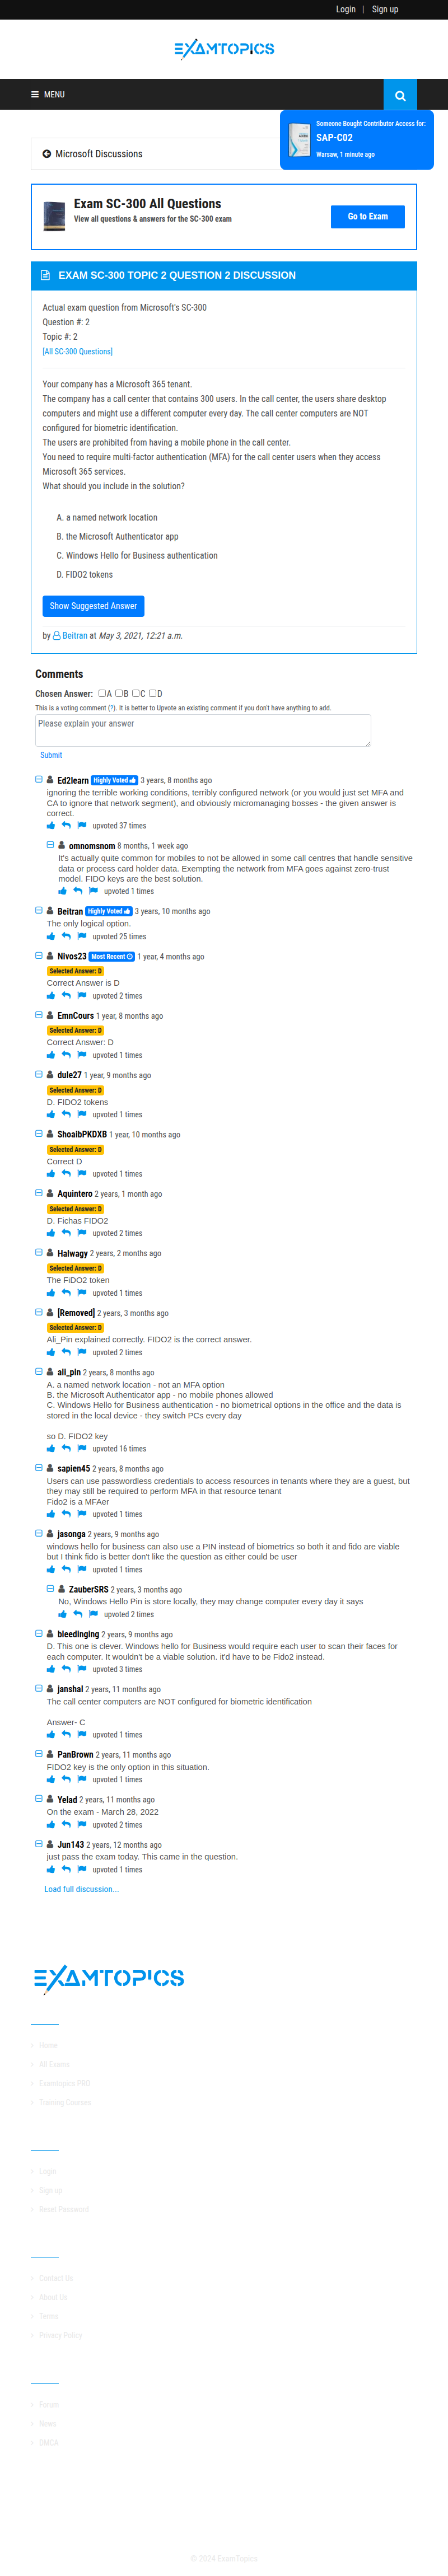 Login | Sign up
EXAMTOPICS
MENU
Someone Bought Contributor Access for:
SAP-C02
Warsaw, 1 minute ago
Microsoft Discussions
Exam SC-300 All Questions
View all questions & answers for the SC-300 exam
Go to Exam
EXAM SC-300 TOPIC 2 QUESTION 2 DISCUSSION
Actual exam question from Microsoft's SC-300
Question #: 2
Topic #: 2
[All SC-300 Questions]
Your company has a Microsoft 365 tenant.
The company has a call center that contains 300 users. In the call center, the users share desktop
computers and might use a different computer every day. The call center computers are NOT
configured for biometric identification.
The users are prohibited from having a mobile phone in the call center.
You need to require multi-factor authentication (MFA) for the call center users when they access
Microsoft 365 services.
What should you include in the solution?
A. a named network location
B. the Microsoft Authenticator app
C. Windows Hello for Business authentication
D. FIDO2 tokens
Show Suggested Answer
by Beitran at May 3, 2021, 12:21 a.m.
Comments
Chosen Answer: A B C D
This is a voting comment (?). It is better to Upvote an existing comment if you don't have anything to add.
Please explain your answer
Submit
Ed2learn Highly Voted 3 years, 8 months ago
ignoring the terrible working conditions, terribly configured network (or you would just set MFA and
CA to ignore that network segment), and obviously micromanaging bosses - the given answer is
correct.
upvoted 37 times
omnomsnom 8 months, 1 week ago
It's actually quite common for mobiles to not be allowed in some call centres that handle sensitive
data or process card holder data. Exempting the network from MFA goes against zero-trust
model. FIDO keys are the best solution.
upvoted 1 times
Beitran Highly Voted 3 years, 10 months ago
The only logical option.
upvoted 25 times
Nivos23 Most Recent 1 year, 4 months ago
Selected Answer: D
Correct Answer is D
upvoted 2 times
EmnCours 1 year, 8 months ago
Selected Answer: D
Correct Answer: D
upvoted 1 times
dule27 1 year, 9 months ago
Selected Answer: D
D. FIDO2 tokens
upvoted 1 times
ShoaibPKDXB 1 year, 10 months ago
Selected Answer: D
Correct D
upvoted 1 times
Aquintero 2 years, 1 month ago
Selected Answer: D
D. Fichas FIDO2
upvoted 2 times
Halwagy 2 years, 2 months ago
Selected Answer: D
The FiDO2 token
upvoted 1 times
[Removed] 2 years, 3 months ago
Selected Answer: D
Ali_Pin explained correctly. FIDO2 is the correct answer.
upvoted 2 times
ali_pin 2 years, 8 months ago
A. a named network location - not an MFA option
B. the Microsoft Authenticator app - no mobile phones allowed
C. Windows Hello for Business authentication - no biometrical options in the office and the data is
stored in the local device - they switch PCs every day
so D. FIDO2 key
upvoted 16 times
sapien45 2 years, 8 months ago
Users can use passwordless credentials to access resources in tenants where they are a guest, but
they may still be required to perform MFA in that resource tenant
Fido2 is a MFAer
upvoted 1 times
jasonga 2 years, 9 months ago
windows hello for business can also use a PIN instead of biometrics so both it and fido are viable
but I think fido is better don't like the question as either could be user
upvoted 1 times
ZauberSRS 2 years, 3 months ago
No, Windows Hello Pin is store locally, they may change computer every day it says
upvoted 2 times
bleedinging 2 years, 9 months ago
D. This one is clever. Windows hello for Business would require each user to scan their faces for
each computer. It wouldn't be a viable solution. it'd have to be Fido2 instead.
upvoted 3 times
janshal 2 years, 11 months ago
The call center computers are NOT configured for biometric identification
Answer- C
upvoted 1 times
PanBrown 2 years, 11 months ago
FIDO2 key is the only option in this situation.
upvoted 1 times
Yelad 2 years, 11 months ago
On the exam - March 28, 2022
upvoted 2 times
Jun143 2 years, 12 months ago
just pass the exam today. This came in the question.
upvoted 1 times
Load full discussion...
EXAMTOPICS
Home
All Exams
Examtopics PRO
Training Courses
Login
Sign up
Reset Password
Contact Us
About Us
Terms
Privacy Policy
Forum
News
DMCA
© 2024 ExamTopics